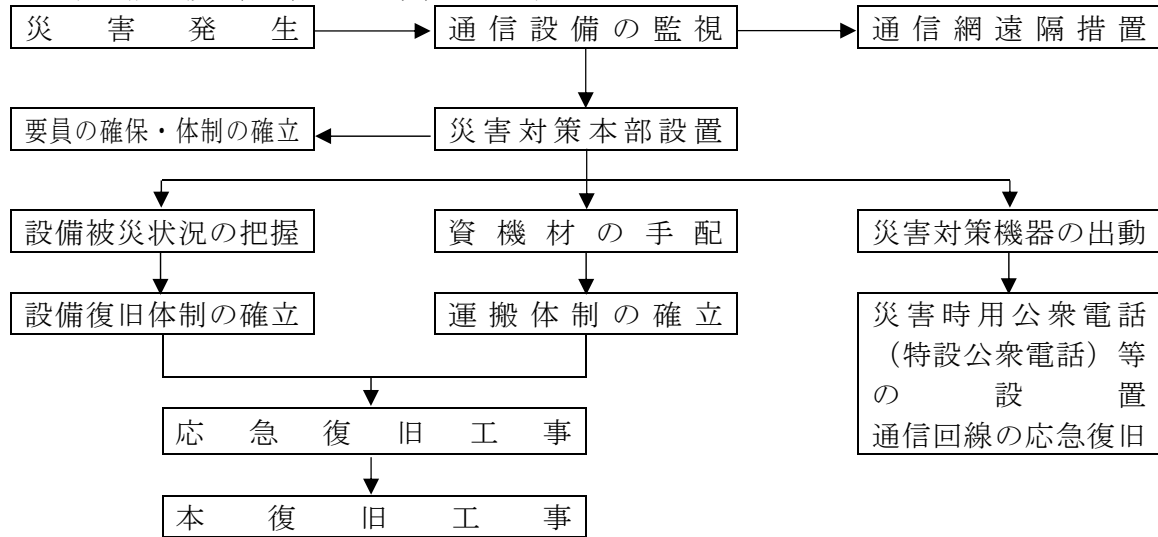 災害発生
通信設備の監視
通信網遠隔措置
要員の確保・体制の確立
災害対策本部設置
設備被災状況の把握
資機材の手配
災害対策機器の出動
設備復旧体制の確立
運搬体制の確立
災害時用公衆電話
（特設公衆電話）等
の設置
通信回線の応急復旧
応急復旧工事
本復旧工事